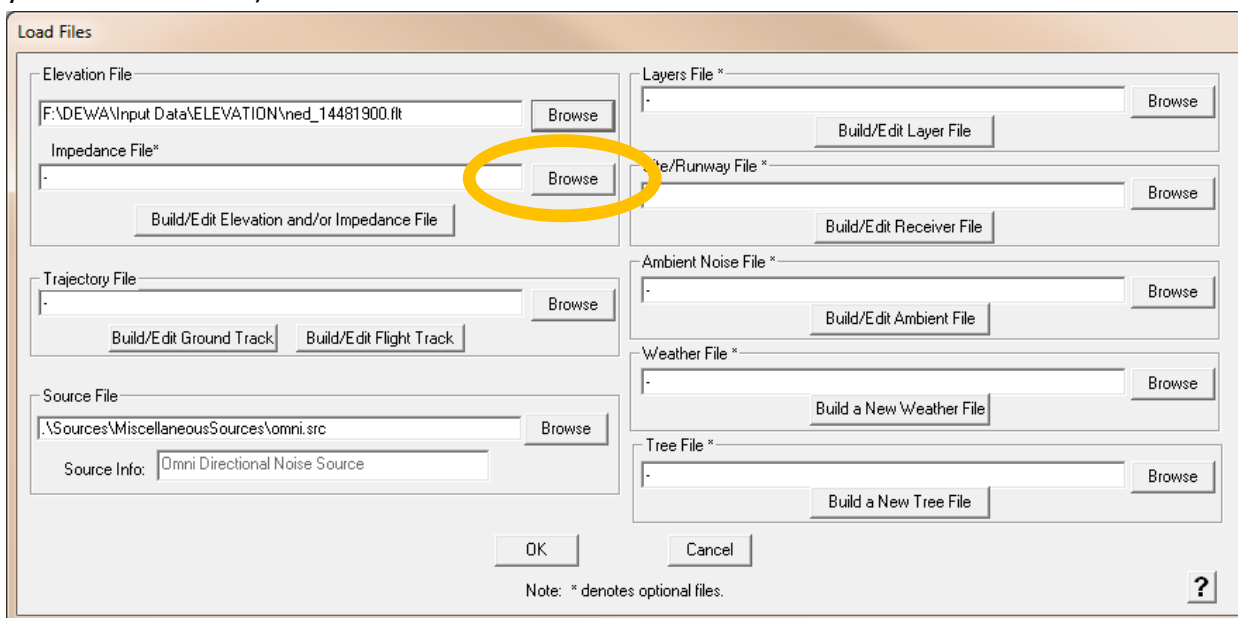 Load Files
Elevation File
F:\DEWA\Input Data\ELEVATION\ned_14481900.flt
Browse
Impedance File*
-
Browse
Build/Edit Elevation and/or Impedance File
Trajectory File
-
Browse
Build/Edit Ground Track
Build/Edit Flight Track
Source File
.\Sources\MiscellaneousSources\omni.src
Browse
Source Info:
Omni Directional Noise Source
Layers File *
-
Browse
Build/Edit Layer File
/Runway File *
Browse
Build/Edit Receiver File
Ambient Noise File *
-
Browse
Build/Edit Ambient File
Weather File *
-
Browse
Build a New Weather File
Tree File *
-
Browse
Build a New Tree File
OK
Cancel
Note: * denotes optional files.
?